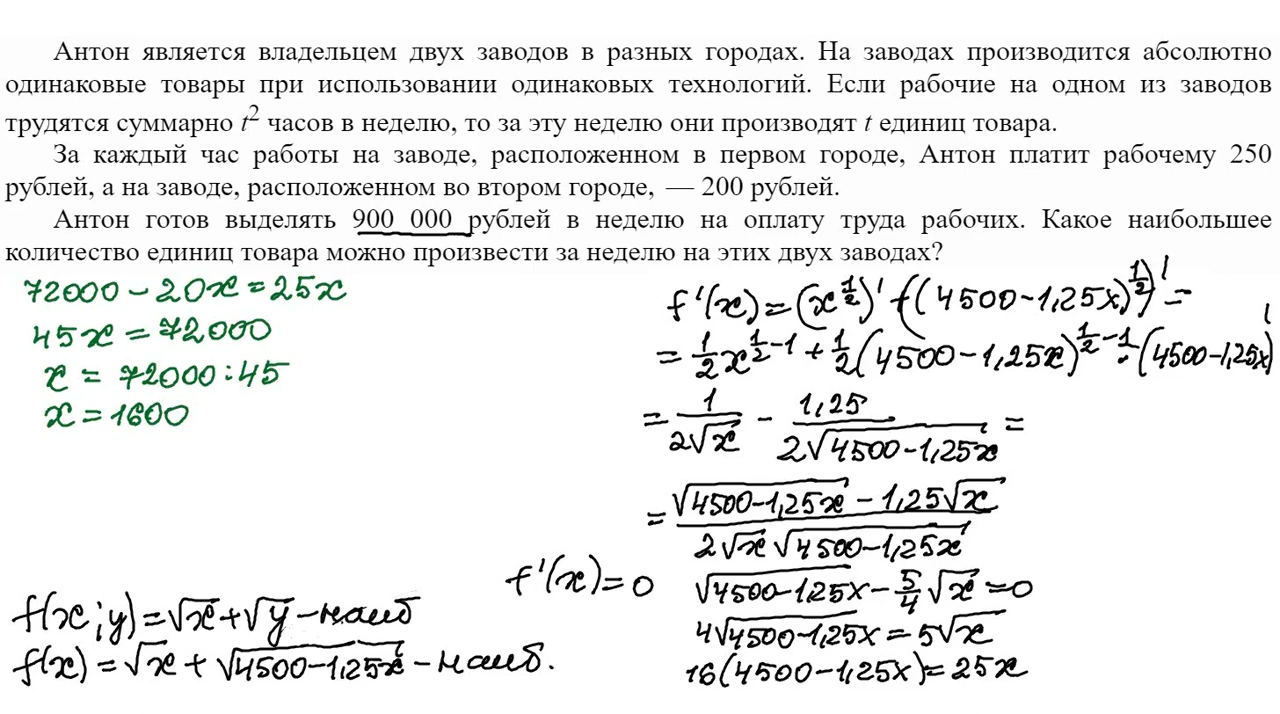 Антон является владельцем двух заводов в разных городах. На заводах производится абсолютно
одинаковые товары при использовании одинаковых технологий. Если рабочие на одном из заводов
трудятся суммарно t² часов в неделю, то за эту неделю они производят t единиц товара.
За каждый час работы на заводе, расположенном в первом городе, Антон платит рабочему 250
рублей, а на заводе, расположенном во втором городе, — 200 рублей.
Антон готов выделять 900 000 рублей в неделю на оплату труда рабочих. Какое наибольшее
количество единиц товара можно произвести за неделю на этих двух заводах?
72000 - 20x = 25x
45x = 72000
x = 72000 : 45
x = 1600
f(x; y) = √x + √y - наиб
f(x) = √x + √(4500 - 1,25x) - наиб.
f'(x) = (x^(1/2))' + ((4500 - 1,25x)^(1/2))' =
= 1/2 x^(1/2 - 1) + 1/2 (4500 - 1,25x)^(1/2 - 1) · (4500 - 1,25x)'
= 1/(2√x) - 1,25/(2√(4500 - 1,25x)) =
= (√(4500 - 1,25x) - 1,25√x)/(2√x √(4500 - 1,25x))
f'(x) = 0 √(4500 - 1,25x) - 5/4 √x = 0
4√(4500 - 1,25x) = 5√x
16(4500 - 1,25x) = 25x